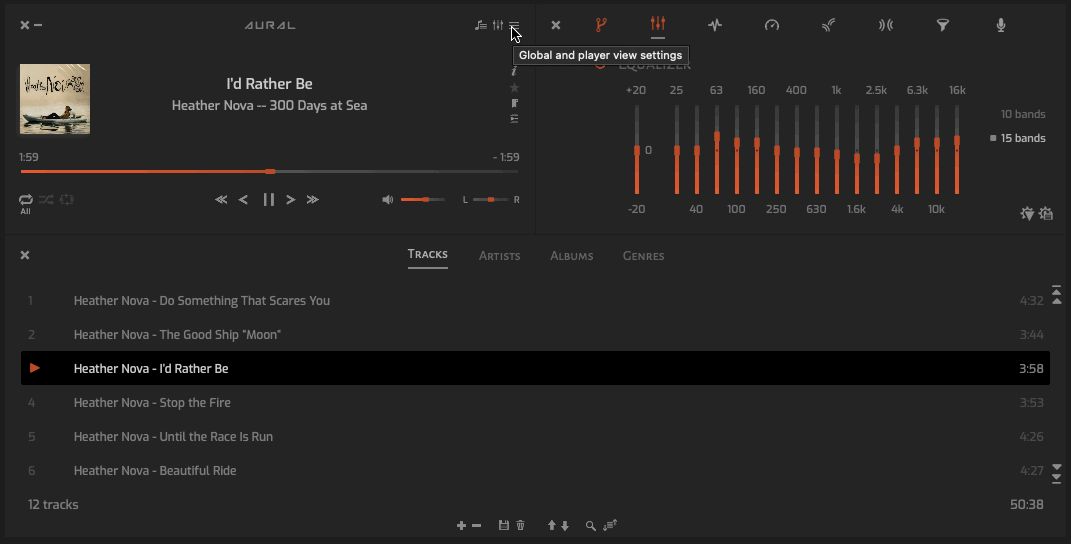 AURAL
Global and player view settings
EQUALIZER
I'd Rather Be
Heather Nova -- 300 Days at Sea
1:59
- 1:59
All
L
R
+20
25
63
160
400
1k
2.5k
6.3k
16k
0
-20
40
100
250
630
1.6k
4k
10k
10 bands
15 bands
Tracks
Artists
Albums
Genres
1 Heather Nova - Do Something That Scares You 4:32
2 Heather Nova - The Good Ship "Moon" 3:44
Heather Nova - I'd Rather Be 3:58
4 Heather Nova - Stop the Fire 3:53
5 Heather Nova - Until the Race Is Run 4:26
6 Heather Nova - Beautiful Ride 4:27
12 tracks 50:38